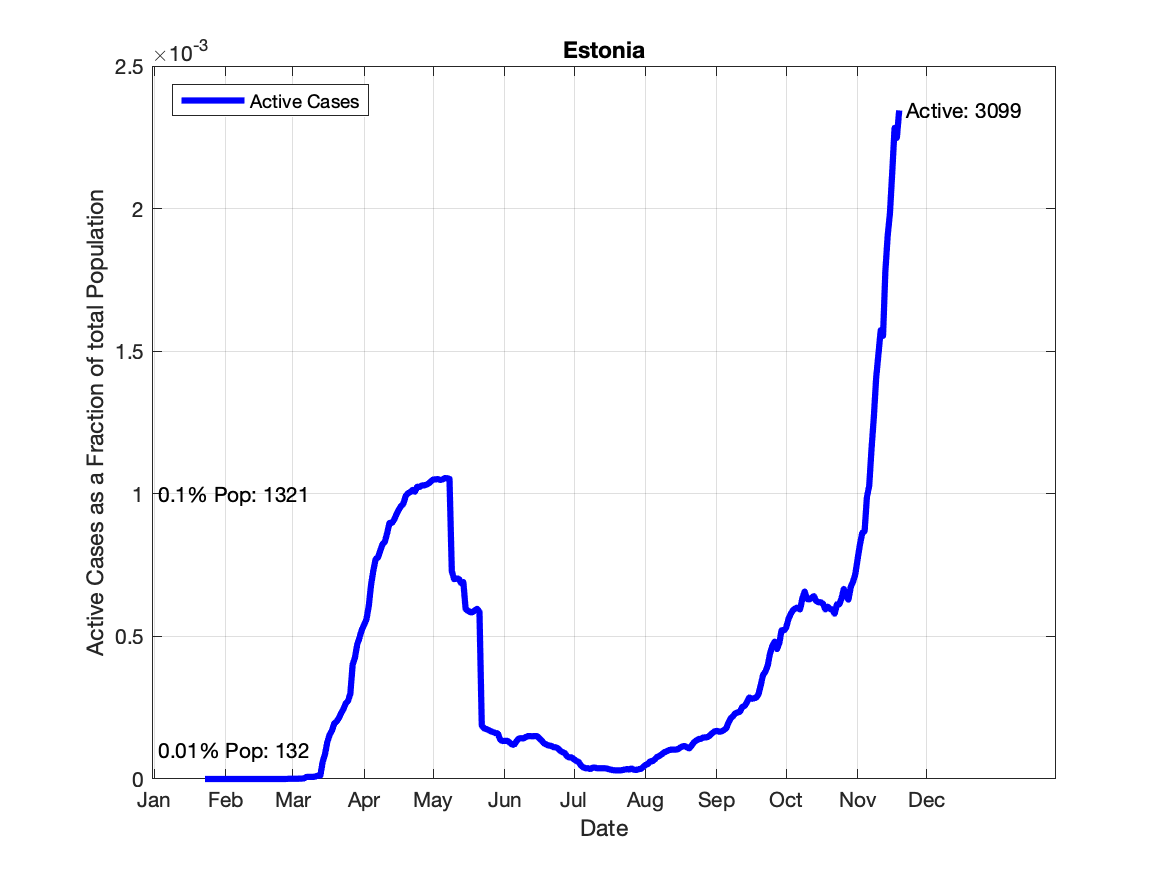 Estonia
×10⁻³
2.5
2
1.5
1
0.5
0
Active Cases as a Fraction of total Population
Active Cases
Active: 3099
0.1% Pop: 1321
0.01% Pop: 132
Jan Feb Mar Apr May Jun Jul Aug Sep Oct Nov Dec
Date